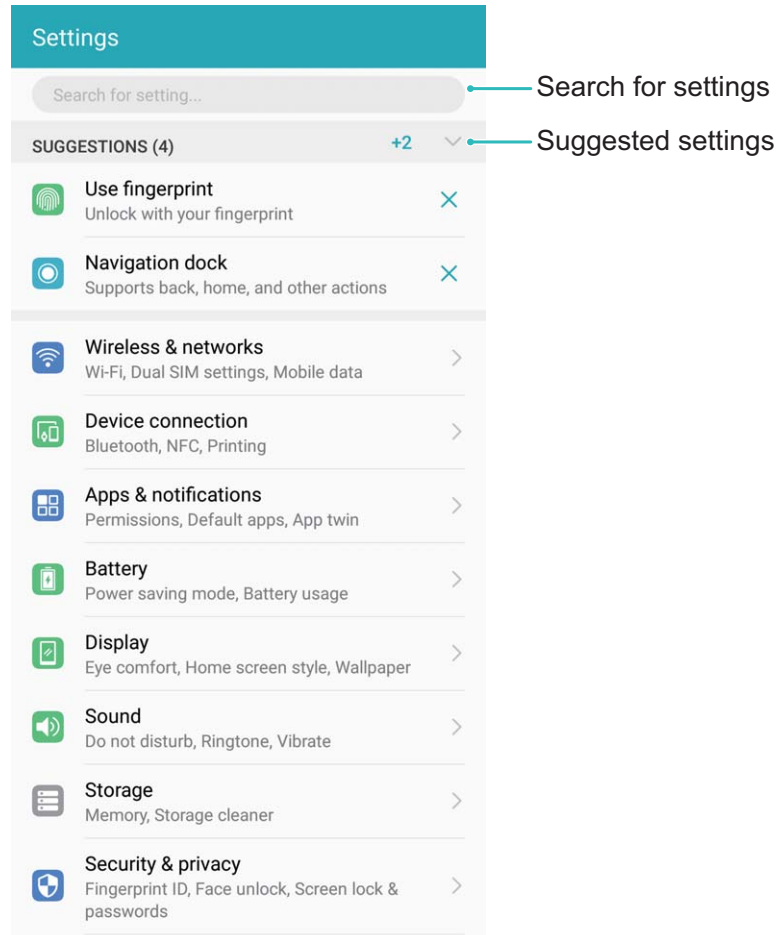 Settings
Search for setting...
Search for settings
SUGGESTIONS (4) +2
Suggested settings
Use fingerprint
Unlock with your fingerprint
Navigation dock
Supports back, home, and other actions
Wireless & networks
Wi-Fi, Dual SIM settings, Mobile data
Device connection
Bluetooth, NFC, Printing
Apps & notifications
Permissions, Default apps, App twin
Battery
Power saving mode, Battery usage
Display
Eye comfort, Home screen style, Wallpaper
Sound
Do not disturb, Ringtone, Vibrate
Storage
Memory, Storage cleaner
Security & privacy
Fingerprint ID, Face unlock, Screen lock &
passwords